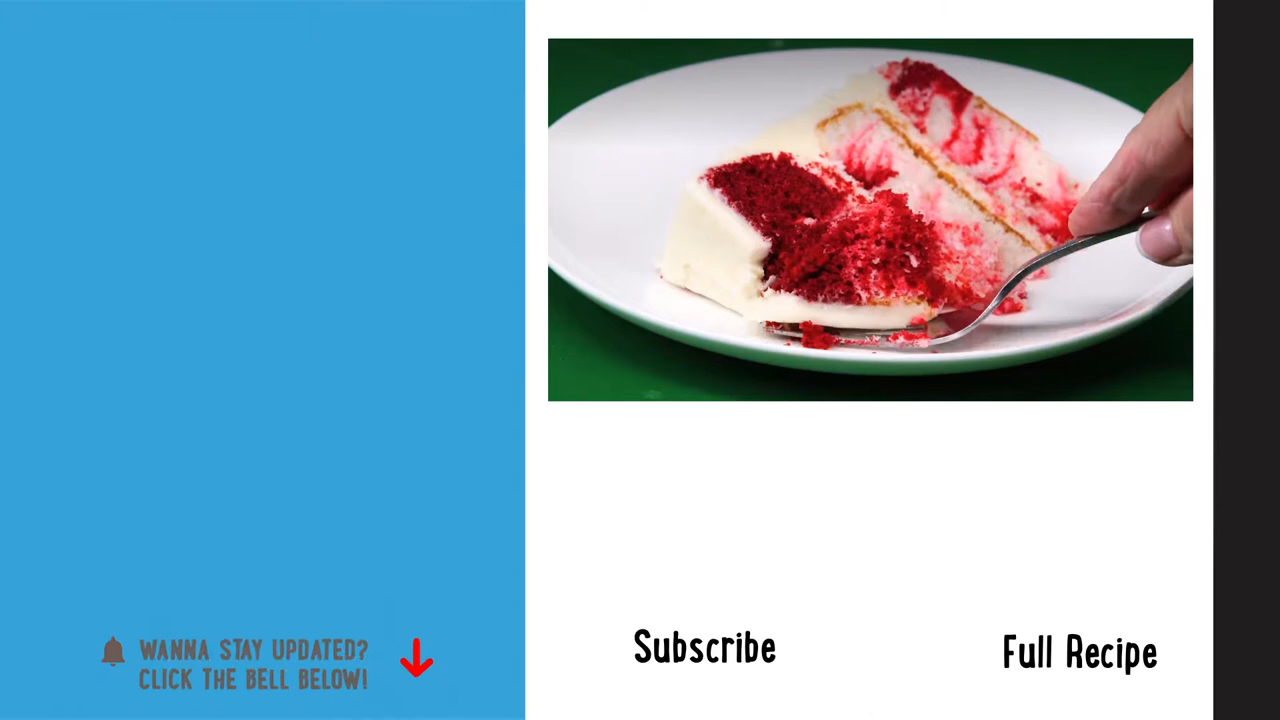 WANNA STAY UPDATED?
CLICK THE BELL BELOW!
Subscribe
Full Recipe